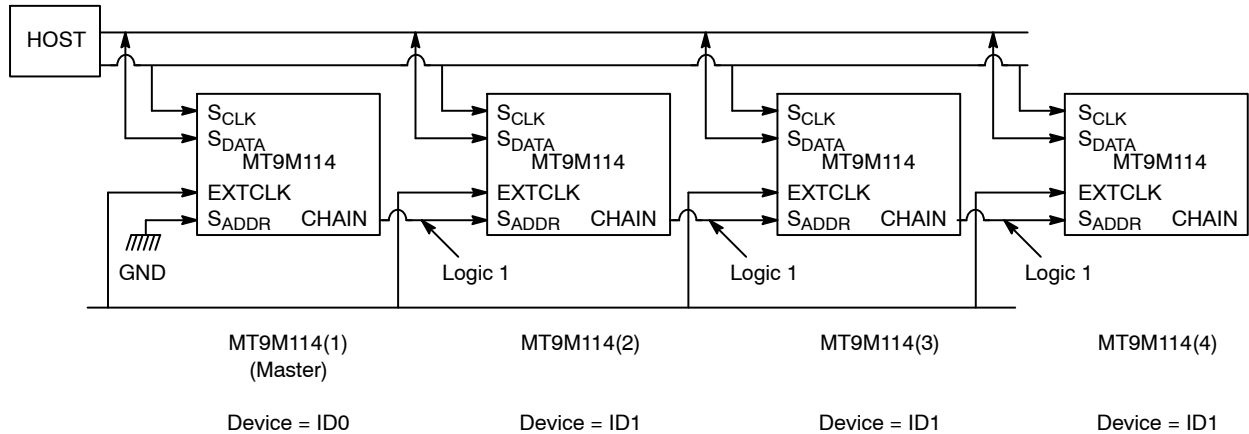 HOST
SCLK
SDATA
MT9M114
EXTCLK
SADDR CHAIN
SCLK
SDATA
MT9M114
EXTCLK
SADDR CHAIN
SCLK
SDATA
MT9M114
EXTCLK
SADDR CHAIN
SCLK
SDATA
MT9M114
EXTCLK
SADDR CHAIN
GND
Logic 1
Logic 1
Logic 1
MT9M114(1)
(Master)
MT9M114(2)
MT9M114(3)
MT9M114(4)
Device = ID0
Device = ID1
Device = ID1
Device = ID1